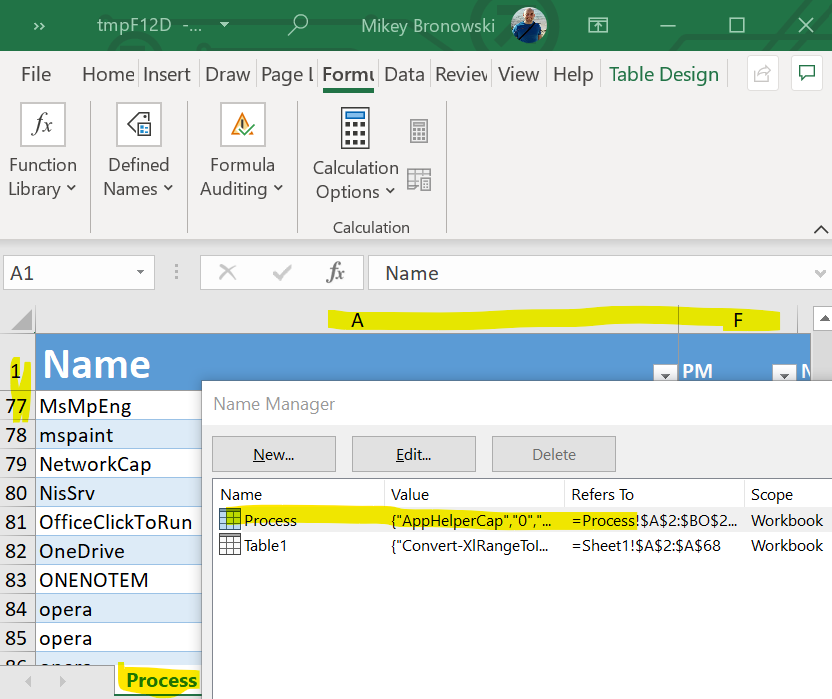 tmpF12D -... Mikey Bronowski
File Home Insert Draw Page l Formu Data Review View Help Table Design
fx
Function Library
Defined Names
Formula Auditing
Calculation Options
Calculation
A1 fx Name
A F
1 Name PM
77 MsMpEng
78 mspaint
79 NetworkCap
80 NisSrv
81 OfficeClickToRun
82 OneDrive
83 ONENOTEM
84 opera
85 opera
Process
Name Manager
New... Edit... Delete
Name Value Refers To Scope
Process {"AppHelperCap","0","... =Process!$A$2:$BO$2... Workbook
Table1 {"Convert-XlRangeToI... =Sheet1!$A$2:$A$68 Workbook